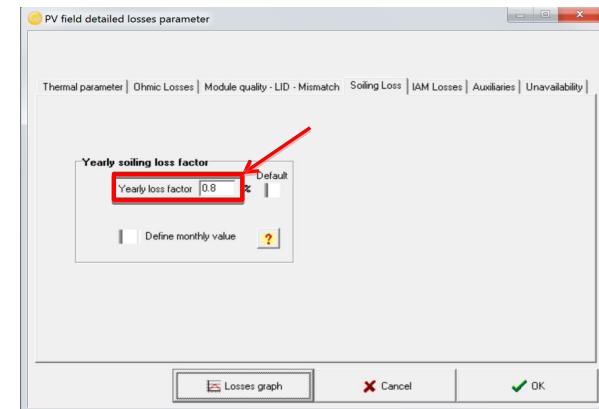 PV field detailed losses parameter
Thermal parameter Ohmic Losses Module quality - LID - Mismatch Soiling Loss IAM Losses Auxiliaries Unavailability
Yearly soiling loss factor
Default
Yearly loss factor 0.8 %
Define monthly value ?
Losses graph Cancel OK